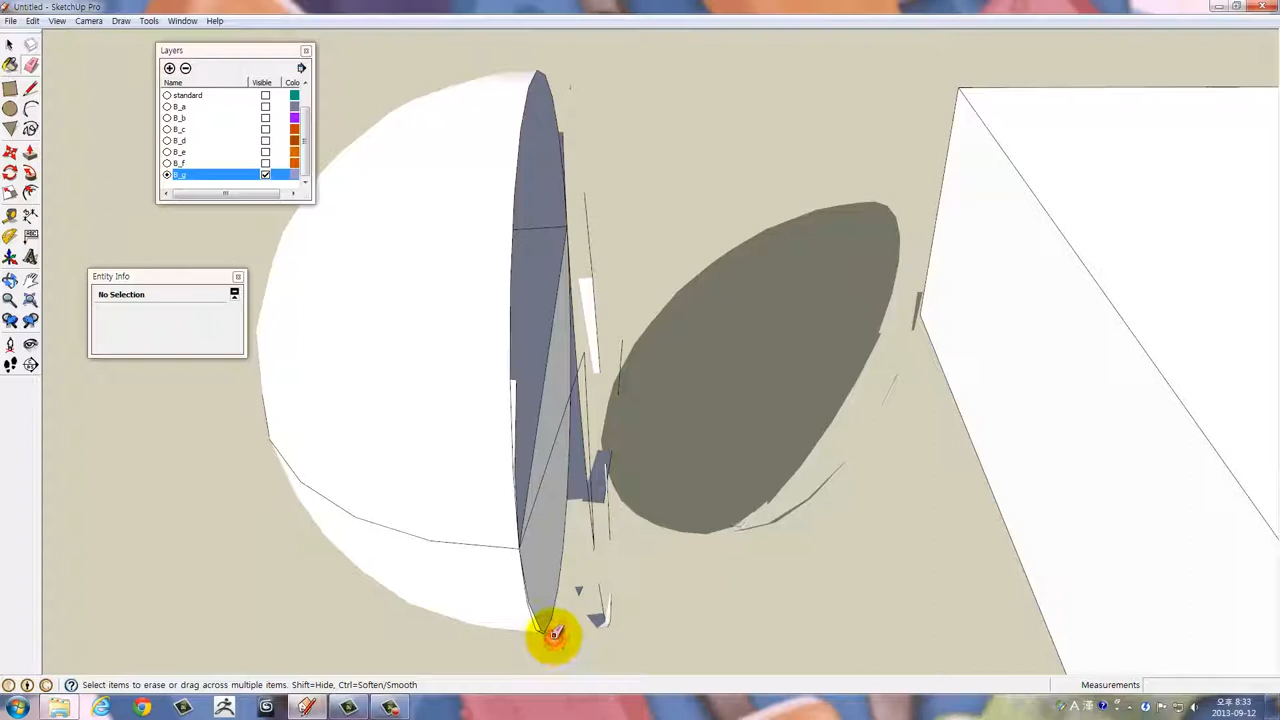 Untitled - SketchUp Pro
File Edit View Camera Draw Tools Window Help
Layers
Name Visible Colo
standard
B_a
B_b
B_c
B_d
B_e
B_f
B_g
Entity Info
No Selection
Select items to erase or drag across multiple items. Shift=Hide, Ctrl=Soften/Smooth
Measurements
오후 8:33
2013-09-12